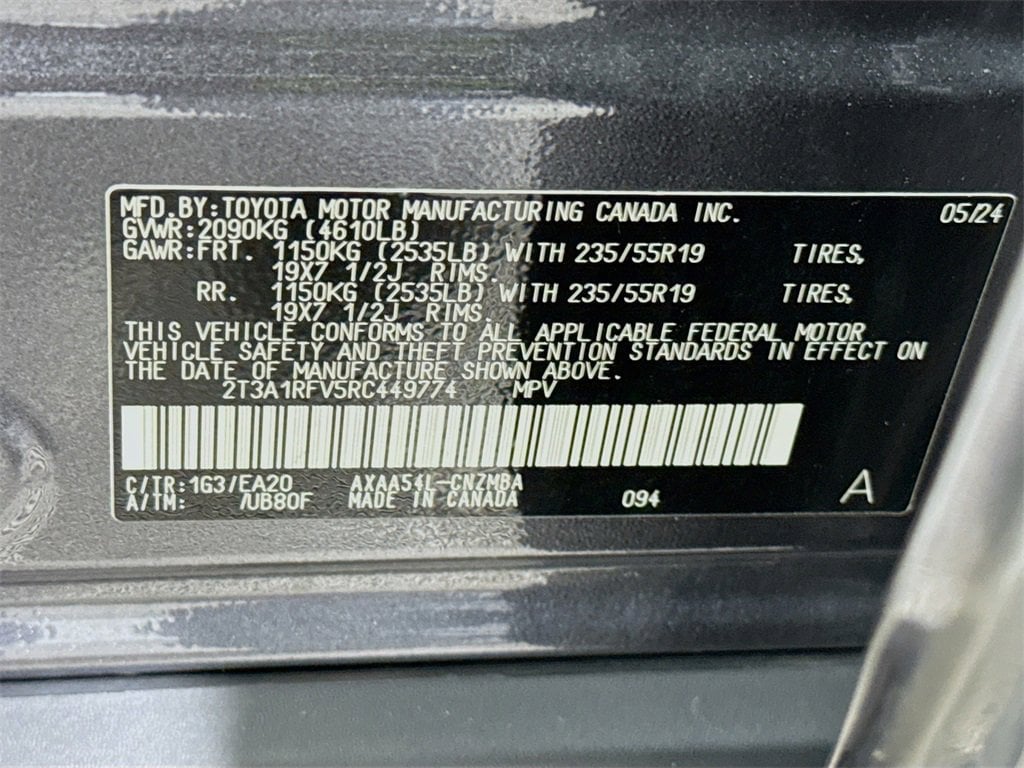 MFD.BY:TOYOTA MOTOR MANUFACTURING CANADA INC. 05/24
GVWR:2090KG (4610LB)
GAWR:FRT. 1150KG (2535LB) WITH 235/55R19 TIRES,
19X7 1/2J RIMS.
RR. 1150KG (2535LB) WITH 235/55R19 TIRES,
19X7 1/2J RIMS.
THIS VEHICLE CONFORMS TO ALL APPLICABLE FEDERAL MOTOR
VEHICLE SAFETY AND THEFT PREVENTION STANDARDS IN EFFECT ON
THE DATE OF MANUFACTURE SHOWN ABOVE.
2T3A1RFV5RC449774 MPV
C/TR:1G3/EA20 AXAA54L-CNZMBA
A/TM: /UB80F MADE IN CANADA 094 A